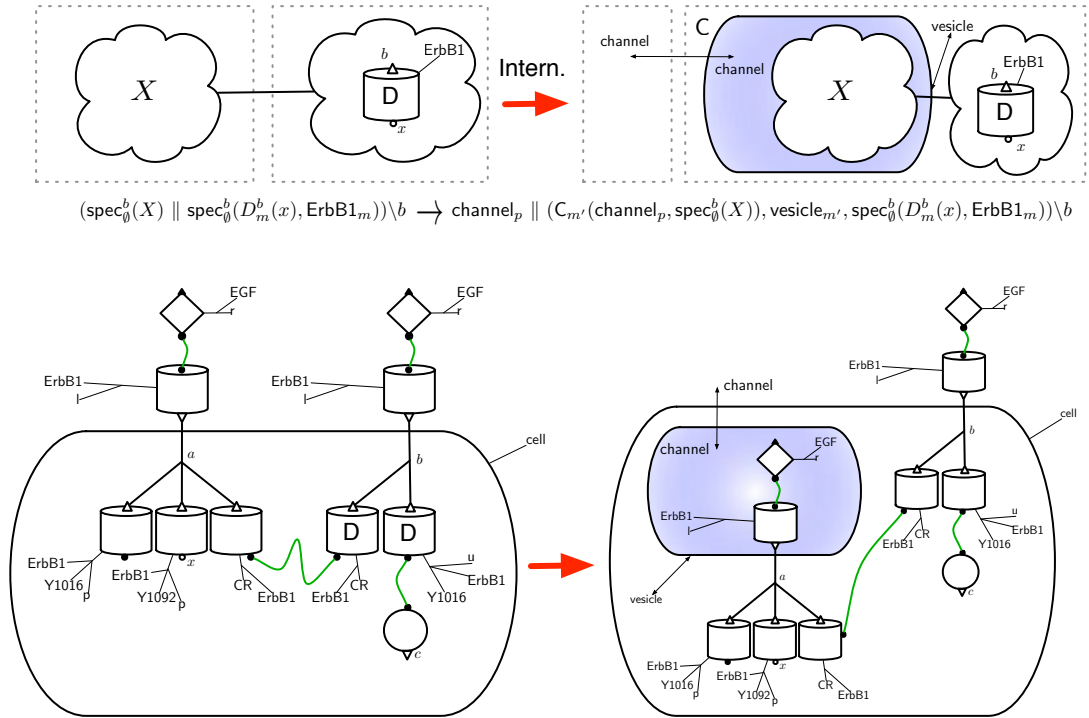 X
b
ErbB1
D
x
Intern.
channel
C
channel
X
vesicle
b
ErbB1
D
x
(spec^b_∅(X) ∥ spec^b_∅(D^b_m(x), ErbB1_m))\b → channel_p ∥ (C_{m'}(channel_p, spec^b_∅(X)), vesicle_{m'}, spec^b_∅(D^b_m(x), ErbB1_m))\b
EGF
r
EGF
r
ErbB1
l
ErbB1
l
cell
a
b
D
D
ErbB1
Y1016
p
ErbB1
x
Y1092
p
CR
ErbB1
ErbB1
CR
u
ErbB1
Y1016
c
EGF
r
ErbB1
l
channel
cell
b
channel
EGF
r
ErbB1
l
u
ErbB1
Y1016
CR
ErbB1
vesicle
a
c
ErbB1
Y1016
p
ErbB1
x
Y1092
p
CR
ErbB1